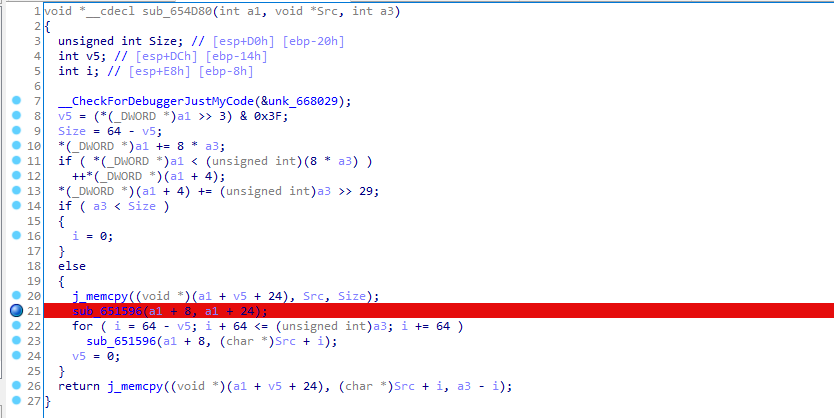 1 void *__cdecl sub_654D80(int a1, void *Src, int a3)
2 {
3 unsigned int Size; // [esp+D0h] [ebp-20h]
4 int v5; // [esp+DCh] [ebp-14h]
5 int i; // [esp+E8h] [ebp-8h]
6
7 __CheckForDebuggerJustMyCode(&unk_668029);
8 v5 = (*(_DWORD *)a1 >> 3) & 0x3F;
9 Size = 64 - v5;
10 *(_DWORD *)a1 += 8 * a3;
11 if ( *(_DWORD *)a1 < (unsigned int)(8 * a3) )
12 ++*(_DWORD *)(a1 + 4);
13 *(_DWORD *)(a1 + 4) += (unsigned int)a3 >> 29;
14 if ( a3 < Size )
15 {
16 i = 0;
17 }
18 else
19 {
20 j_memcpy((void *)(a1 + v5 + 24), Src, Size);
21 sub_651596(a1 + 8, a1 + 24);
22 for ( i = 64 - v5; i + 64 <= (unsigned int)a3; i += 64 )
23 sub_651596(a1 + 8, (char *)Src + i);
24 v5 = 0;
25 }
26 return j_memcpy((void *)(a1 + v5 + 24), (char *)Src + i, a3 - i);
27 }